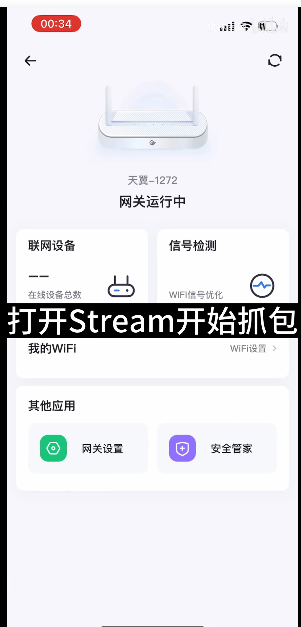 00:34
天翼-1272
网关运行中
联网设备
信号检测
--
在线设备总数
WIFI信号优化
打开Stream开始抓包
我的WiFi
WiFi设置 >
其他应用
网关设置
安全管家